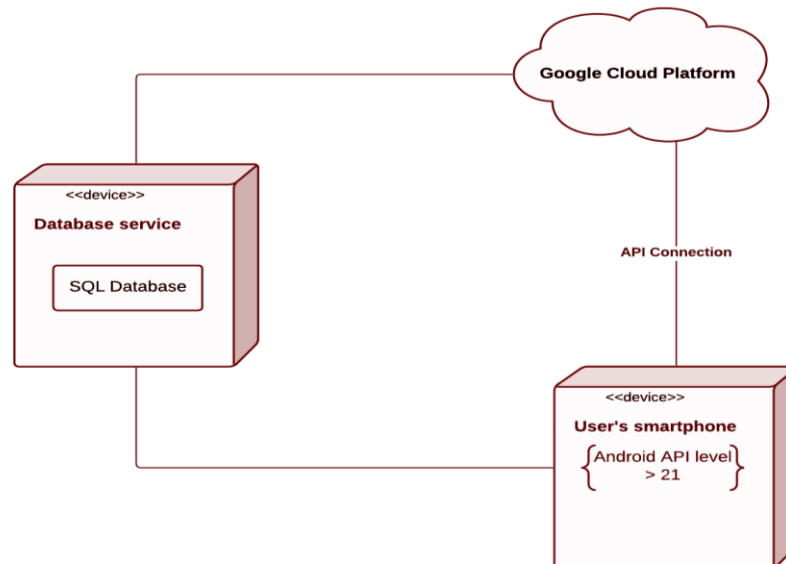 Google Cloud Platform
<<device>>
Database service
SQL Database
API Connection
<<device>>
User's smartphone
{Android API level
> 21}